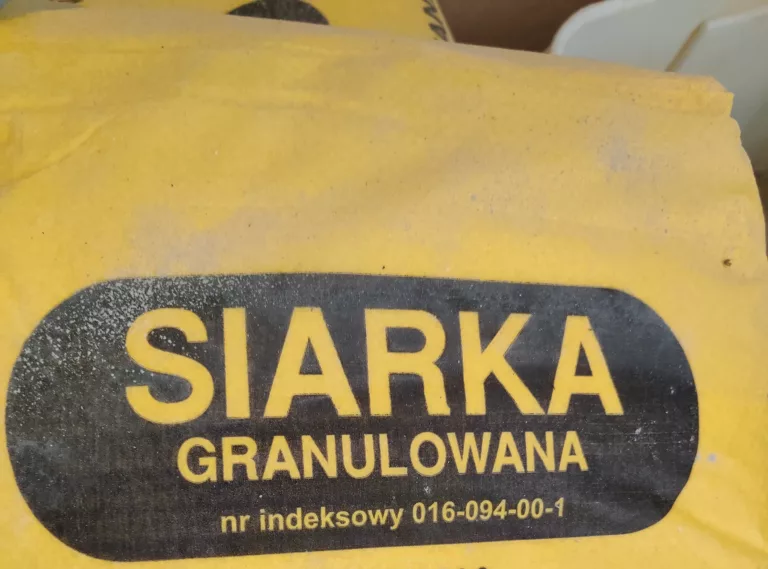 SIARKA
GRANULOWANA
nr indeksowy 016-094-00-1